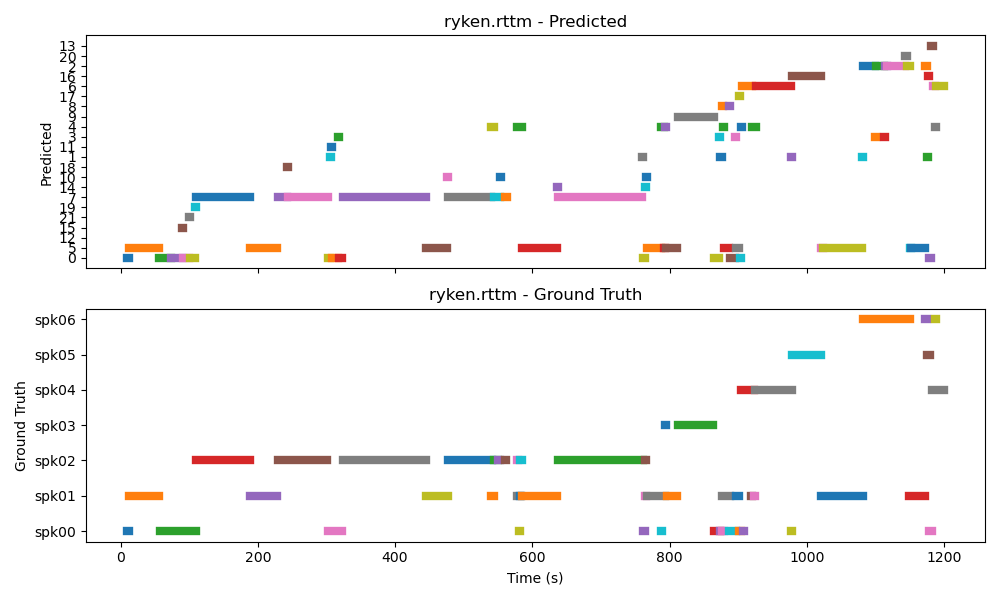 ryken.rttm - Predicted
13
20
2
16
6
17
8
9
4
3
11
1
18
10
14
7
19
21
15
12
5
0
Predicted
ryken.rttm - Ground Truth
spk06
spk05
spk04
spk03
spk02
spk01
spk00
Ground Truth
0
200
400
600
800
1000
1200
Time (s)